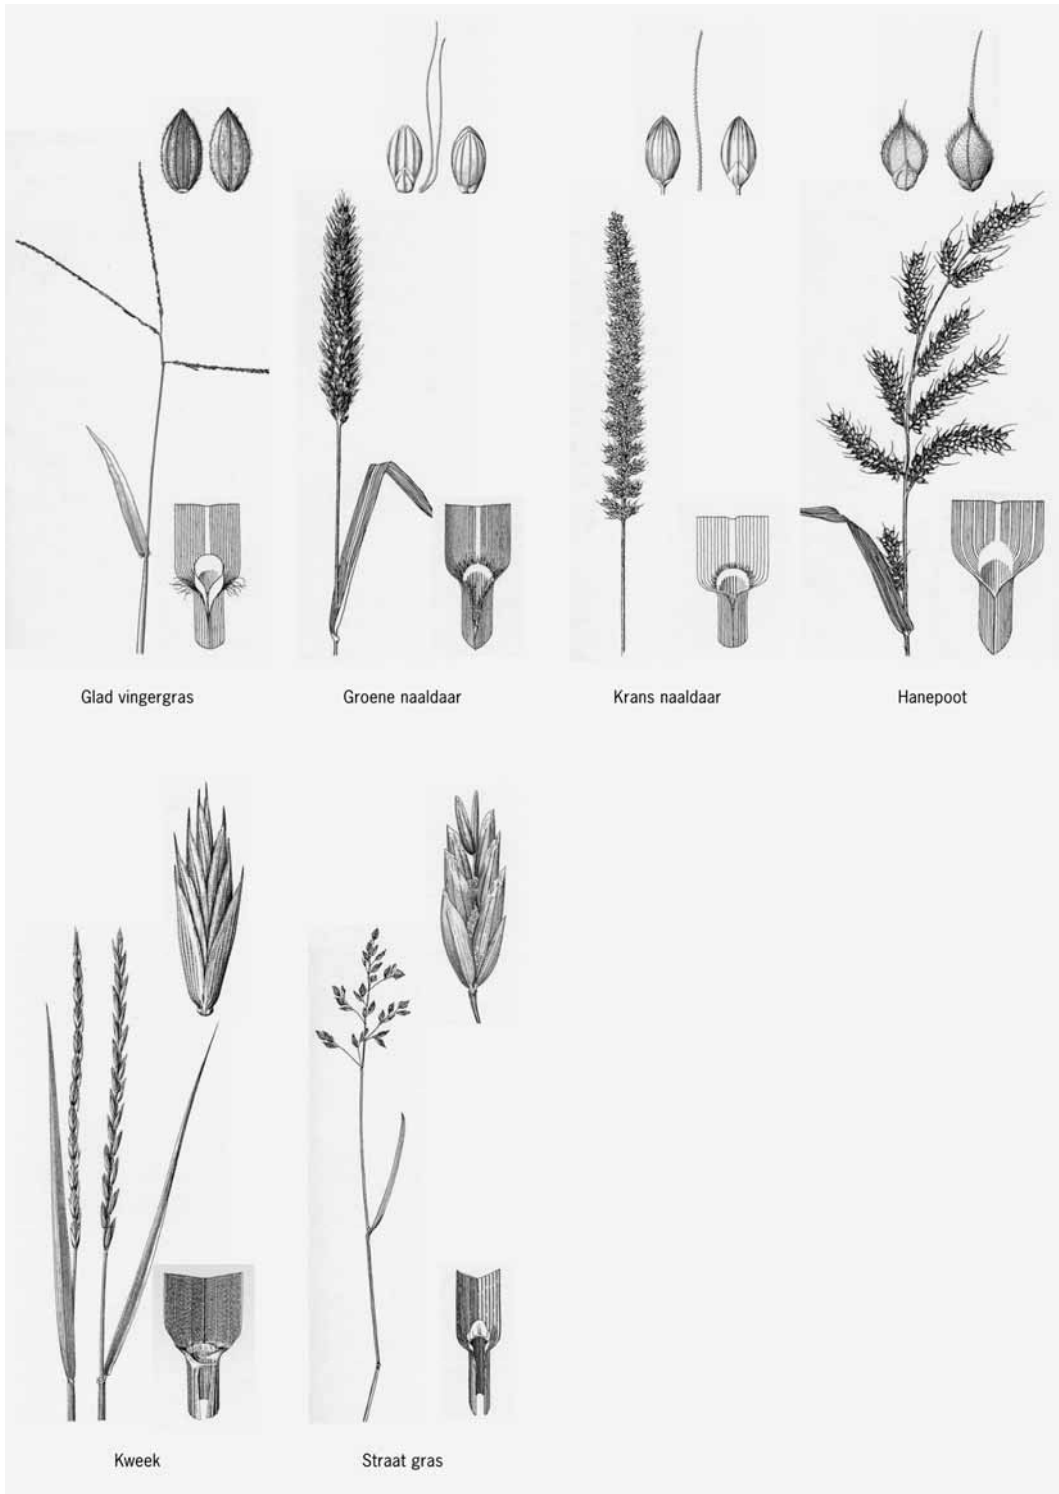 Glad vingergras
Groene naaldaar
Krans naaldaar
Hanepoot
Kweek
Straat gras